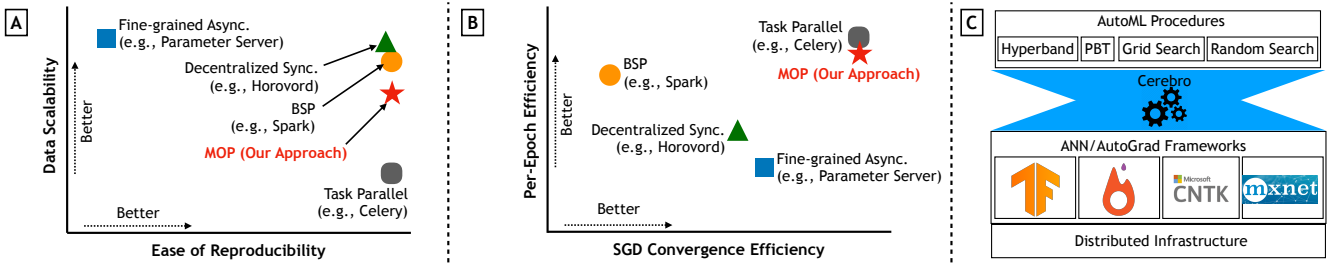 A
Data Scalability
Better
Fine-grained Async.
(e.g., Parameter Server)
Decentralized Sync.
(e.g., Horovord)
BSP
(e.g., Spark)
MOP (Our Approach)
Task Parallel
(e.g., Celery)
Better
Ease of Reproducibility
B
Per-Epoch Efficiency
Better
Task Parallel
(e.g., Celery)
MOP (Our Approach)
BSP
(e.g., Spark)
Decentralized Sync.
(e.g., Horovord)
Fine-grained Async.
(e.g., Parameter Server)
Better
SGD Convergence Efficiency
C
AutoML Procedures
Hyperband PBT Grid Search Random Search
Cerebro
ANN/AutoGrad Frameworks
Microsoft
CNTK
mxnet
Distributed Infrastructure